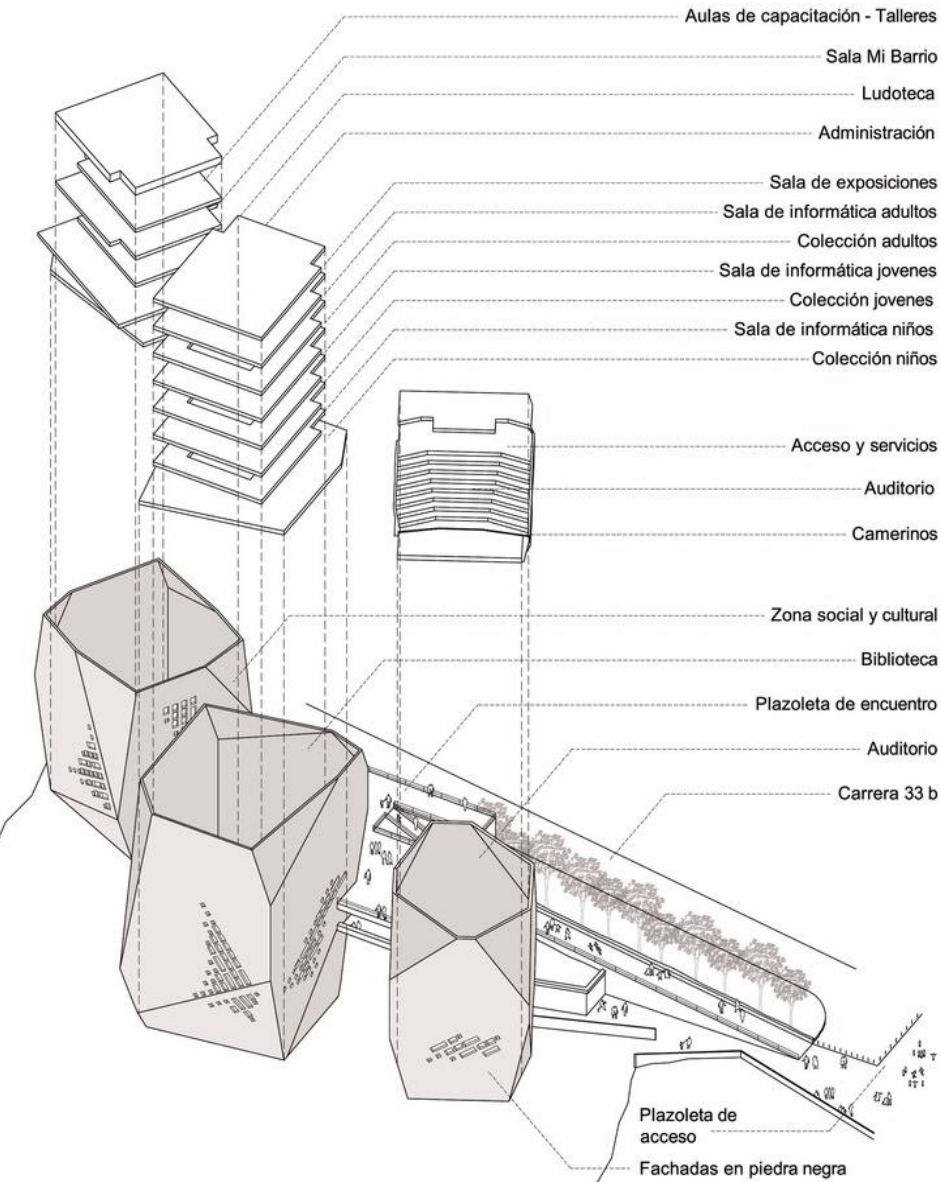 Aulas de capacitación - Talleres
Sala Mi Barrio
Ludoteca
Administración
Sala de exposiciones
Sala de informática adultos
Colección adultos
Sala de informática jovenes
Colección jovenes
Sala de informática niños
Colección niños
Acceso y servicios
Auditorio
Camerinos
Zona social y cultural
Biblioteca
Plazoleta de encuentro
Auditorio
Carrera 33 b
Plazoleta de
acceso
Fachadas en piedra negra